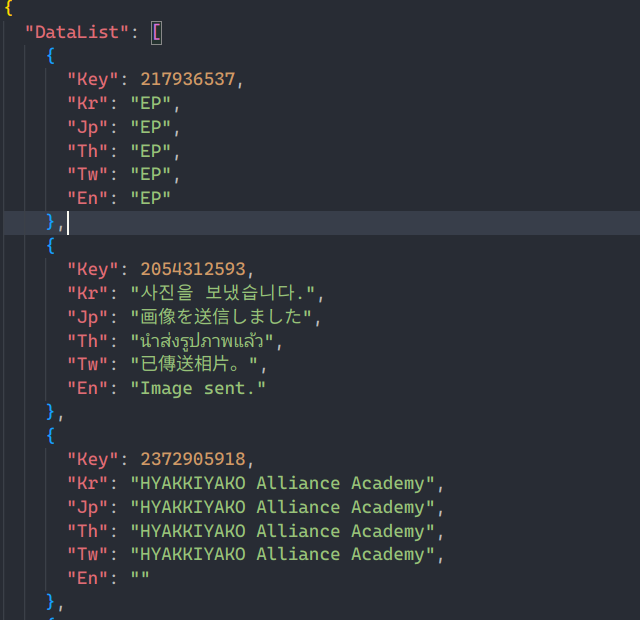 {
"DataList": [
{
"Key": 217936537,
"Kr": "EP",
"Jp": "EP",
"Th": "EP",
"Tw": "EP",
"En": "EP"
},
{
"Key": 2054312593,
"Kr": "사진을 보냈습니다.",
"Jp": "画像を送信しました",
"Th": "นำส่งรูปภาพแล้ว",
"Tw": "已傳送相片。",
"En": "Image sent."
},
{
"Key": 2372905918,
"Kr": "HYAKKIYAKO Alliance Academy",
"Jp": "HYAKKIYAKO Alliance Academy",
"Th": "HYAKKIYAKO Alliance Academy",
"Tw": "HYAKKIYAKO Alliance Academy",
"En": ""
},
{